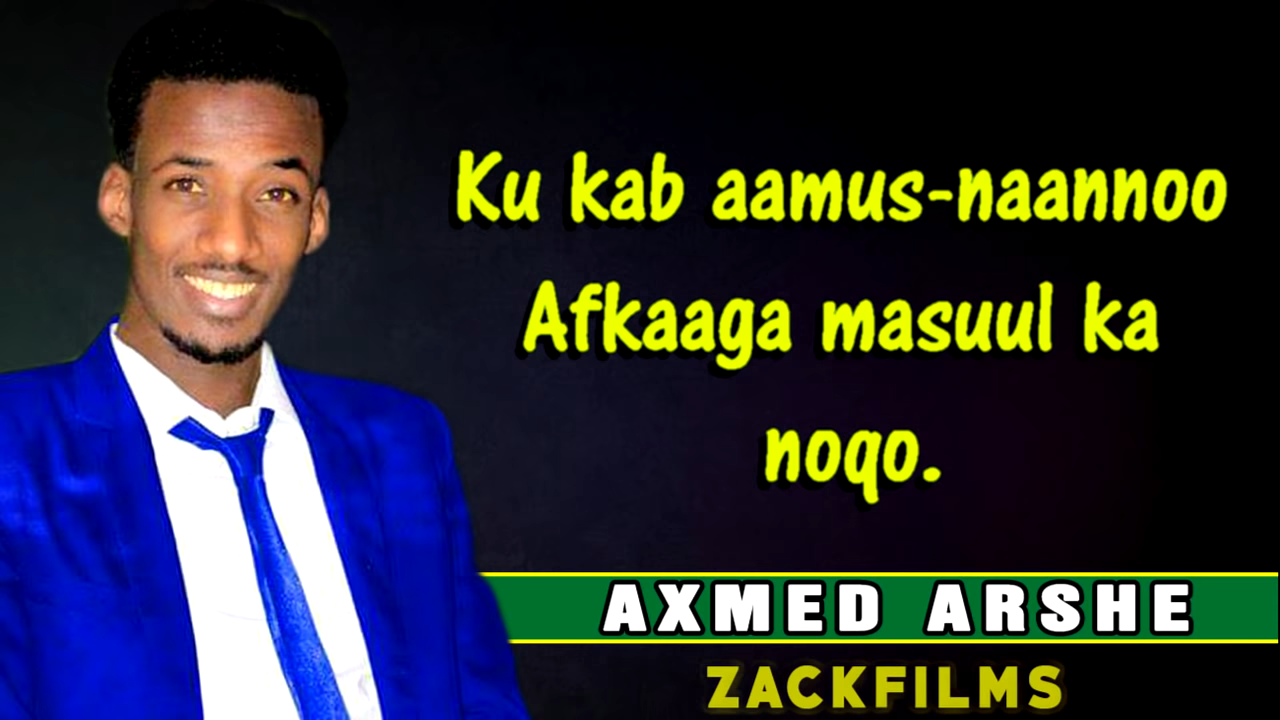 Ku kab aamus-naannoo
Afkaaga masuul ka
noqo.
AXMED ARSHE
ZACKFILMS